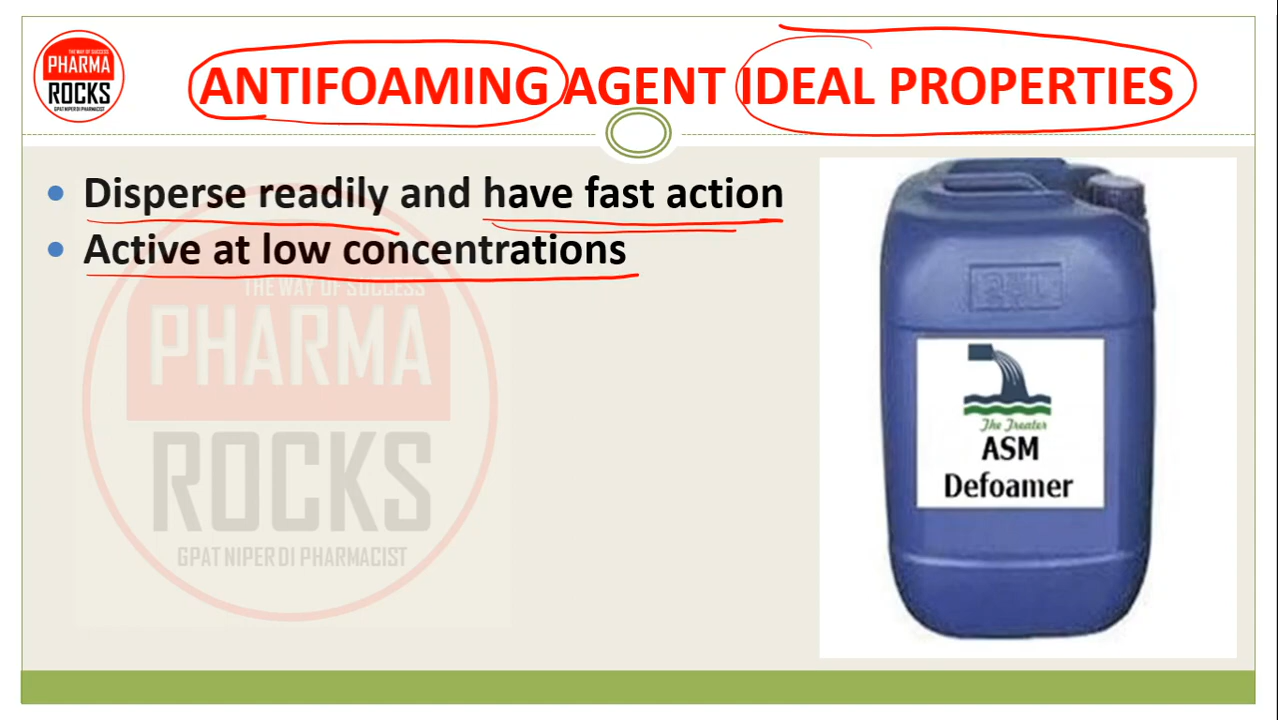 THE WAY OF SUCCESS
PHARMA
ROCKS
GPAT NIPER DI PHARMACIST
ANTIFOAMING AGENT IDEAL PROPERTIES
Disperse readily and have fast action
Active at low concentrations
THE WAY OF SUCCESS
PHARMA
ROCKS
GPAT NIPER DI PHARMACIST
The Treater
ASM
Defoamer